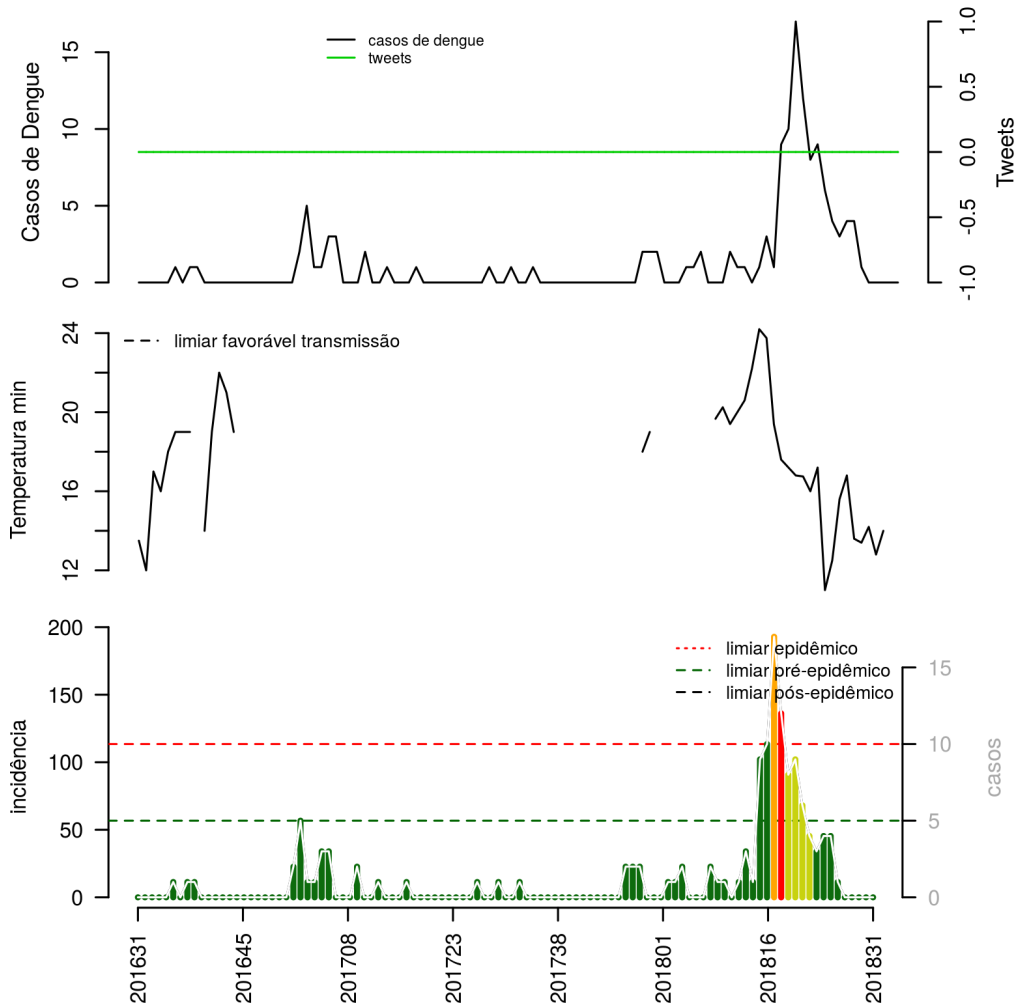 casos de dengue
tweets
Casos de Dengue
0
5
10
15
Tweets
-1.0
-0.5
0.0
0.5
1.0
limiar favorável transmissão
Temperatura min
12
16
20
24
limiar epidêmico
limiar pré-epidêmico
limiar pós-epidêmico
incidência
0
50
100
150
200
casos
0
5
10
15
201631
201645
201708
201723
201738
201801
201816
201831